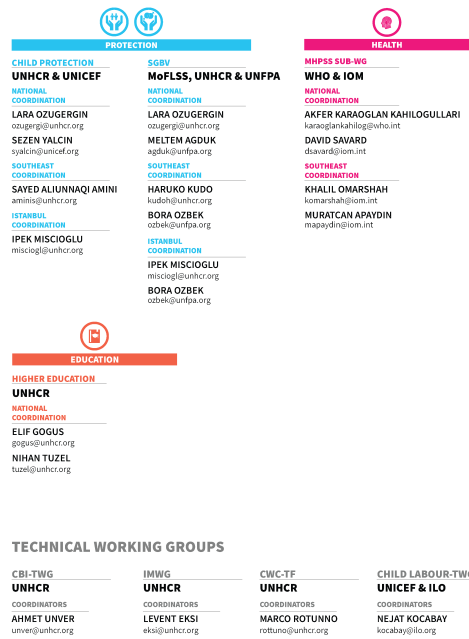 PROTECTION
CHILD PROTECTION
UNHCR & UNICEF
NATIONAL
COORDINATION
LARA OZUGERGIN
ozugergi@unhcr.org
SEZEN YALCIN
syalcin@unicef.org
SOUTHEAST
COORDINATION
SAYED ALIUNNAQI AMINI
aminis@unhcr.org
ISTANBUL
COORDINATION
IPEK MISCIOGLU
misciogl@unhcr.org
SGBV
MoFLSS, UNHCR & UNFPA
NATIONAL
COORDINATION
LARA OZUGERGIN
ozugergi@unhcr.org
MELTEM AGDUK
agduk@unfpa.org
SOUTHEAST
COORDINATION
HARUKO KUDO
kudoh@unhcr.org
BORA OZBEK
ozbek@unfpa.org
ISTANBUL
COORDINATION
IPEK MISCIOGLU
misciogl@unhcr.org
BORA OZBEK
ozbek@unfpa.org
HEALTH
MHPSS SUB-WG
WHO & IOM
NATIONAL
COORDINATION
AKFER KARAOGLAN KAHILOGULLARI
karaoglankahilog@who.int
DAVID SAVARD
dsavard@iom.int
SOUTHEAST
COORDINATION
KHALIL OMARSHAH
komarshah@iom.int
MURATCAN APAYDIN
mapaydin@iom.int
EDUCATION
HIGHER EDUCATION
UNHCR
NATIONAL
COORDINATION
ELIF GOGUS
gogus@unhcr.org
NIHAN TUZEL
tuzel@unhcr.org
TECHNICAL WORKING GROUPS
CBI-TWG
UNHCR
COORDINATORS
AHMET UNVER
unver@unhcr.org
IMWG
UNHCR
COORDINATORS
LEVENT EKSI
eksi@unhcr.org
CWC-TF
UNHCR
COORDINATORS
MARCO ROTUNNO
rottuno@unhcr.org
CHILD LABOUR-TWG
UNICEF & ILO
COORDINATORS
NEJAT KOCABAY
kocabay@ilo.org